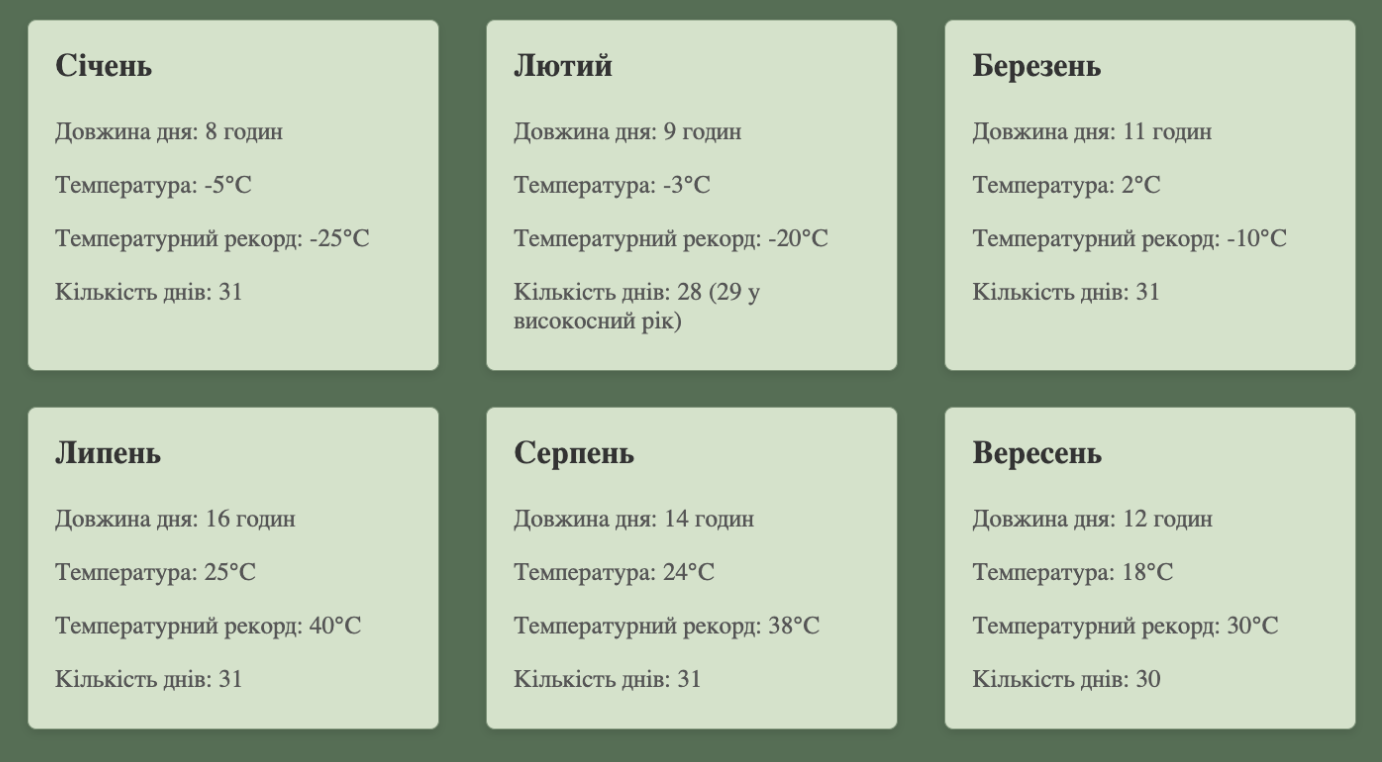 Січень
Довжина дня: 8 годин
Температура: -5°C
Температурний рекорд: -25°C
Кількість днів: 31
Лютий
Довжина дня: 9 годин
Температура: -3°C
Температурний рекорд: -20°C
Кількість днів: 28 (29 у
високосний рік)
Березень
Довжина дня: 11 годин
Температура: 2°C
Температурний рекорд: -10°C
Кількість днів: 31
Липень
Довжина дня: 16 годин
Температура: 25°C
Температурний рекорд: 40°C
Кількість днів: 31
Серпень
Довжина дня: 14 годин
Температура: 24°C
Температурний рекорд: 38°C
Кількість днів: 31
Вересень
Довжина дня: 12 годин
Температура: 18°C
Температурний рекорд: 30°C
Кількість днів: 30